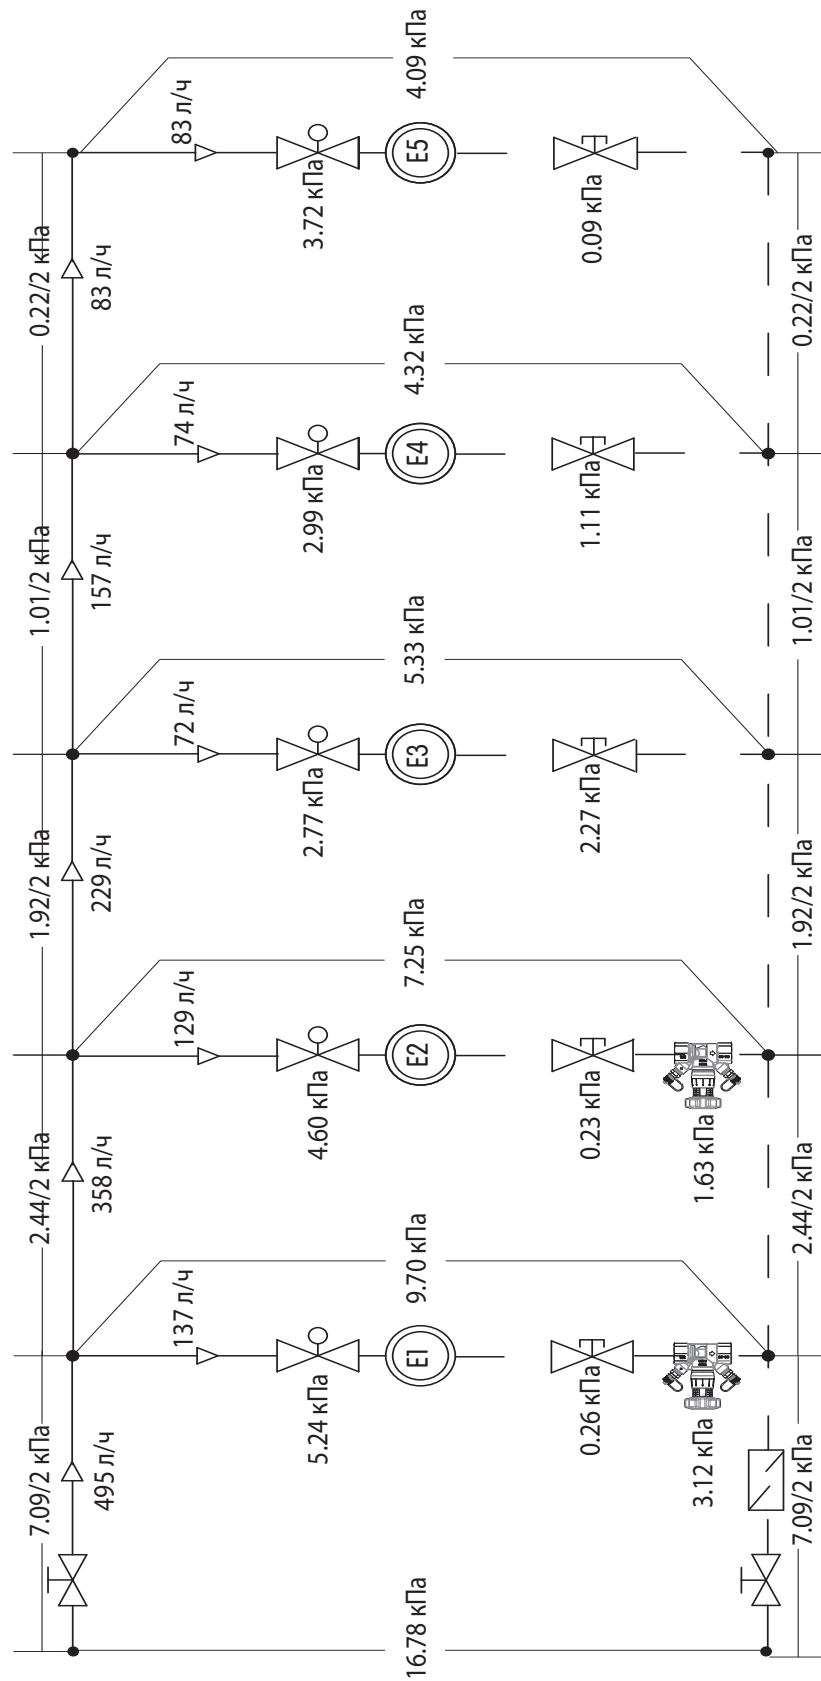 7.09/2 кПа
2.44/2 кПа
1.92/2 кПа
1.01/2 кПа
0.22/2 кПа
495 л/ч
358 л/ч
229 л/ч
157 л/ч
83 л/ч
137 л/ч
129 л/ч
72 л/ч
74 л/ч
83 л/ч
5.24 кПа
4.60 кПа
2.77 кПа
2.99 кПа
3.72 кПа
16.78 кПа
9.70 кПа
7.25 кПа
5.33 кПа
4.32 кПа
4.09 кПа
E1
E2
E3
E4
E5
0.26 кПа
0.23 кПа
2.27 кПа
1.11 кПа
0.09 кПа
3.12 кПа
1.63 кПа
7.09/2 кПа
2.44/2 кПа
1.92/2 кПа
1.01/2 кПа
0.22/2 кПа